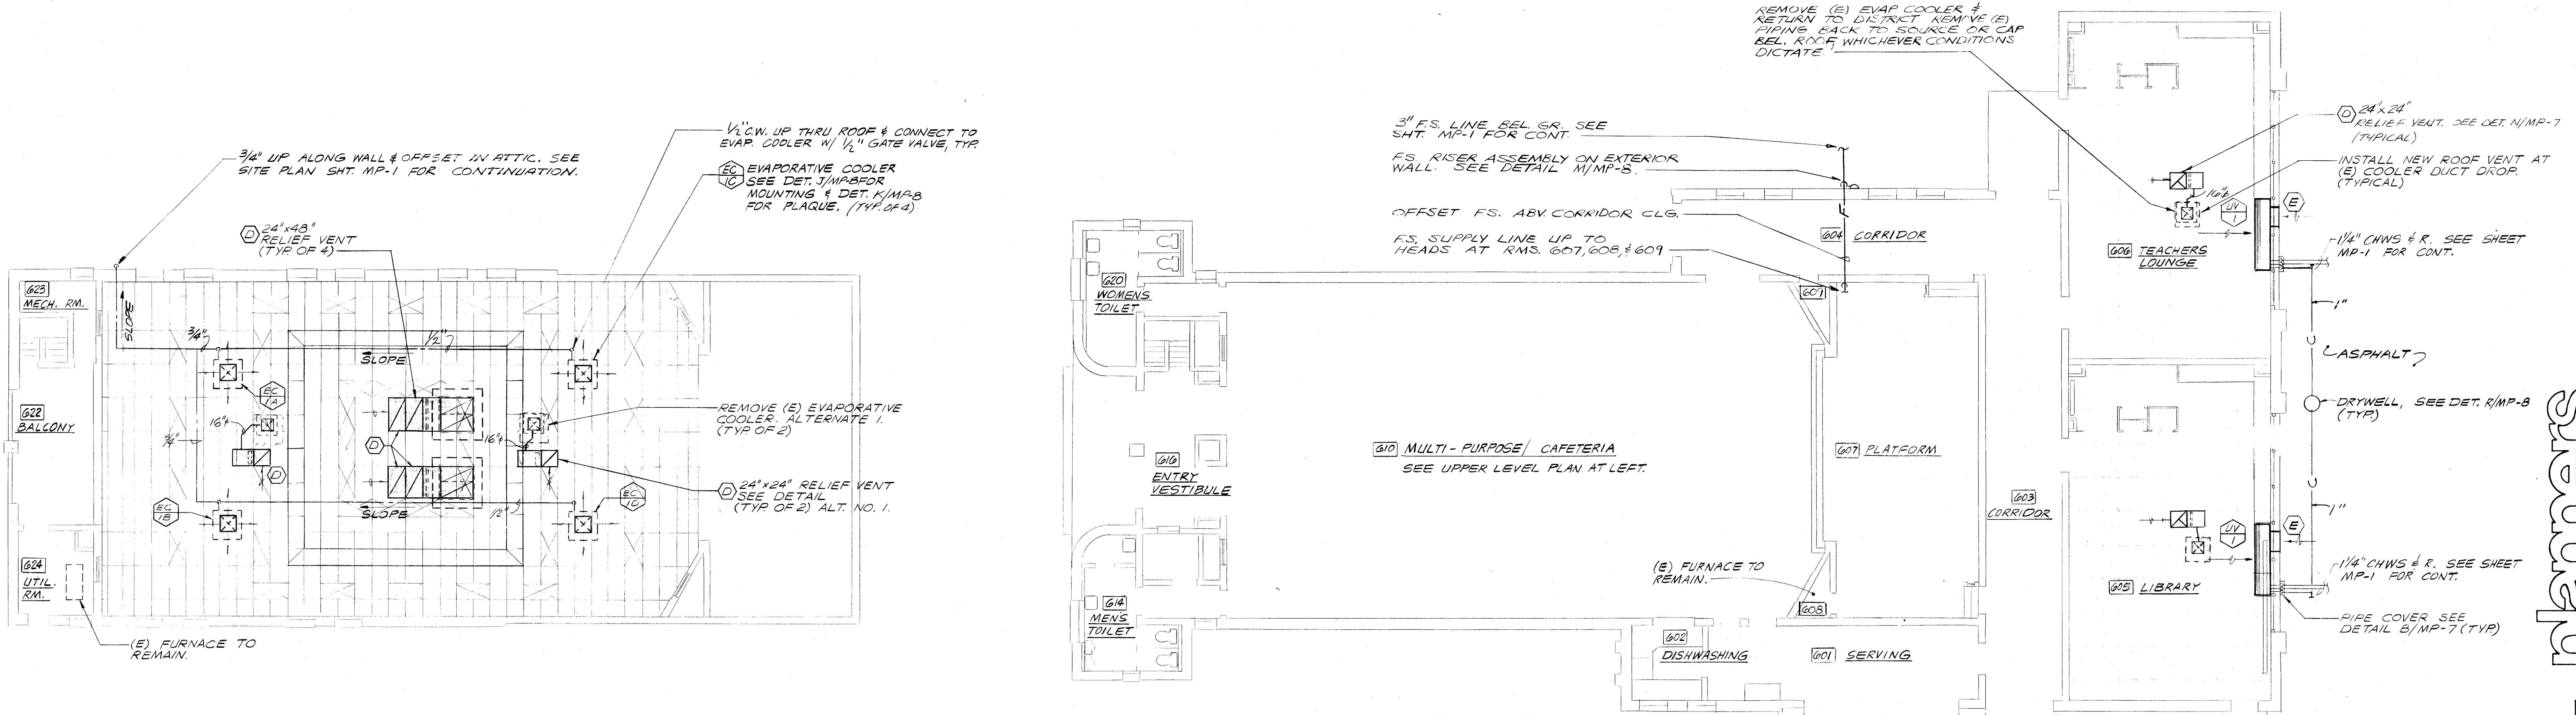 3/4" UP ALONG WALL & OFFSET IN ATTIC. SEE
SITE PLAN SHT. MP-1 FOR CONTINUATION.
1/2" C.W. UP THRU ROOF & CONNECT TO
EVAP. COOLER W/ 1/2" GATE VALVE, TYP.
EC
1C
EVAPORATIVE COOLER
SEE DET. J/MP-8 FOR
MOUNTING & DET. K/MP-8
FOR PLAQUE. (TYP. OF 4)
D
24"x48"
RELIEF VENT
(TYP. OF 4)
623
MECH. RM.
SLOPE
3/4"
1/2"
SLOPE
EC
1A
622
BALCONY
16"ɸ
3/4"
D
D
16"ɸ
REMOVE (E) EVAPORATIVE
COOLER. ALTERNATE 1.
(TYP. OF 2)
D
24"x24" RELIEF VENT
SEE DETAIL
(TYP. OF 2) ALT. NO. 1.
EC
1B
EC
1D
SLOPE
1/2"
624
UTIL.
RM.
(E) FURNACE TO
REMAIN.
REMOVE (E) EVAP COOLER &
RETURN TO DISTRICT. REMOVE (E)
PIPING BACK TO SOURCE OR CAP
BEL. ROOF, WHICHEVER CONDITIONS
DICTATE.
3" F.S. LINE BEL. GR. SEE
SHT. MP-1 FOR CONT.
F.S. RISER ASSEMBLY ON EXTERIOR
WALL. SEE DETAIL M/MP-8.
OFFSET F.S. ABV. CORRIDOR CLG.
F.S. SUPPLY LINE UP TO
HEADS AT RMS. 607, 608, & 609
604 CORRIDOR
620
WOMENS
TOILET
609
610 MULTI-PURPOSE/ CAFETERIA
SEE UPPER LEVEL PLAN AT LEFT.
607 PLATFORM
616
ENTRY
VESTIBULE
603
CORRIDOR
(E) FURNACE TO
REMAIN.
608
614
MENS
TOILET
602
DISHWASHING
601 SERVING
D
24"x24"
RELIEF VENT. SEE DET. N/MP-7
(TYPICAL)
INSTALL NEW ROOF VENT AT
(E) COOLER DUCT DROP.
(TYPICAL)
16"ɸ
UV
1
E
606 TEACHERS
LOUNGE
1 1/4" CHWS & R. SEE SHEET
MP-1 FOR CONT.
1"
ASPHALT
DRYWELL, SEE DET. R/MP-8
(TYP.)
1"
UV
1
E
605 LIBRARY
1 1/4" CHWS & R. SEE SHEET
MP-1 FOR CONT.
PIPE COVER SEE
DETAIL B/MP-7 (TYP.)